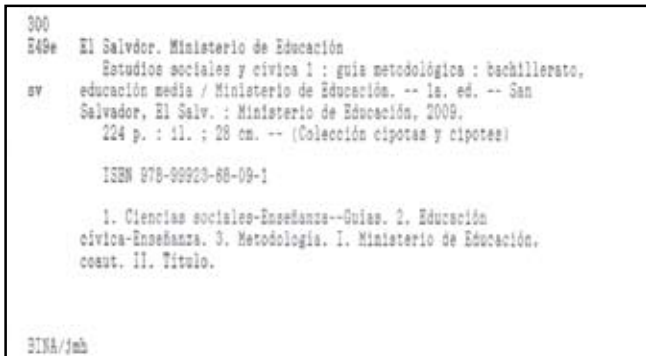 300
E49e El Salvdor. Ministerio de Educación
Estudios sociales y cívica 1 : guía metodológica : bachillerato,
sv educación media / Ministerio de Educación. -- 1a. ed. -- San
Salvador, El Salv. : Ministerio de Educación, 2009.
224 p. : il. ; 28 cm. -- (Colección cipotas y cipotes)
ISBN 978-99923-68-09-1
1. Ciencias sociales-Enseñanza--Guías. 2. Educación
cívica-Enseñanza. 3. Metodología. I. Ministerio de Educación,
coaut. II. Título.
BINA/jmh